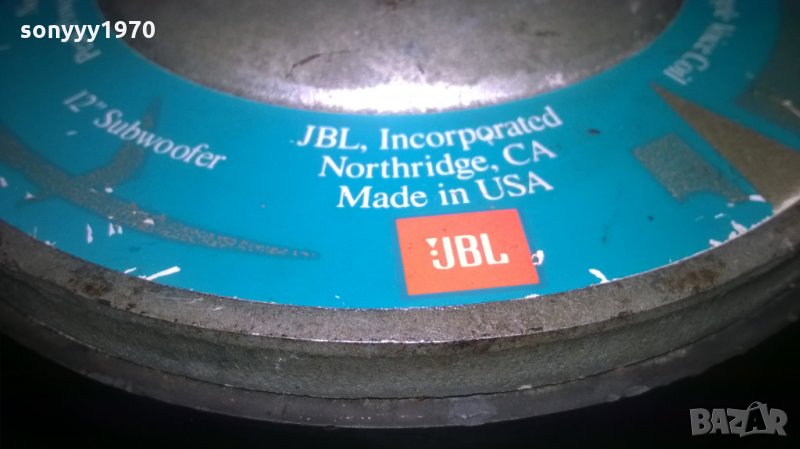 sonyyy1970
12" Subwoofer
JBL, Incorporated
Northridge, CA
Made in USA
JBL
Voice Coil
BAZAR